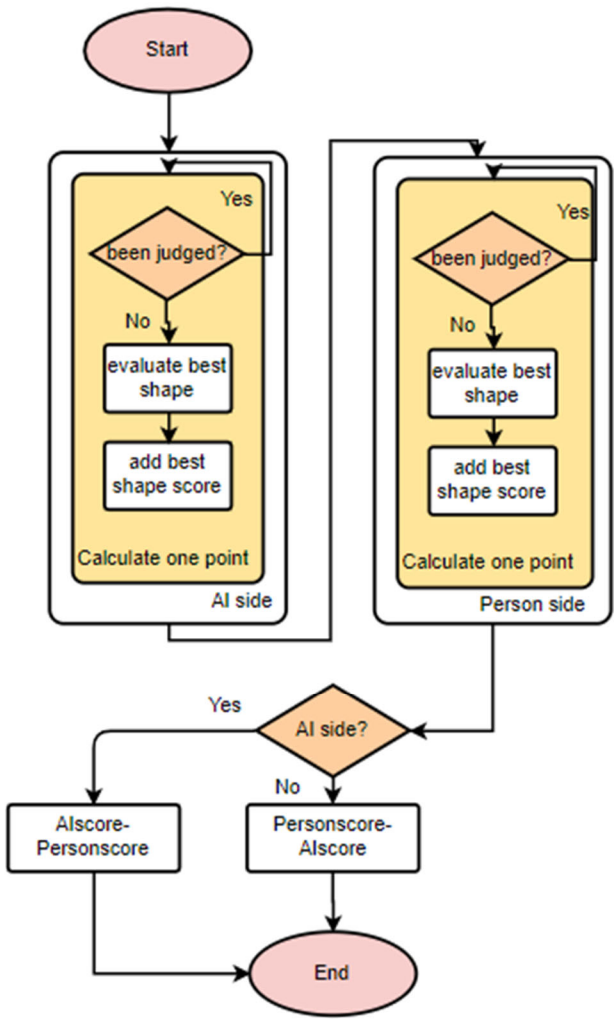 Start
Yes
been judged?
No
evaluate best
shape
add best
shape score
Calculate one point
AI side
Yes
been judged?
No
evaluate best
shape
add best
shape score
Calculate one point
Person side
Yes
AI side?
No
AIscore-
Personscore
Personscore-
AIscore
End